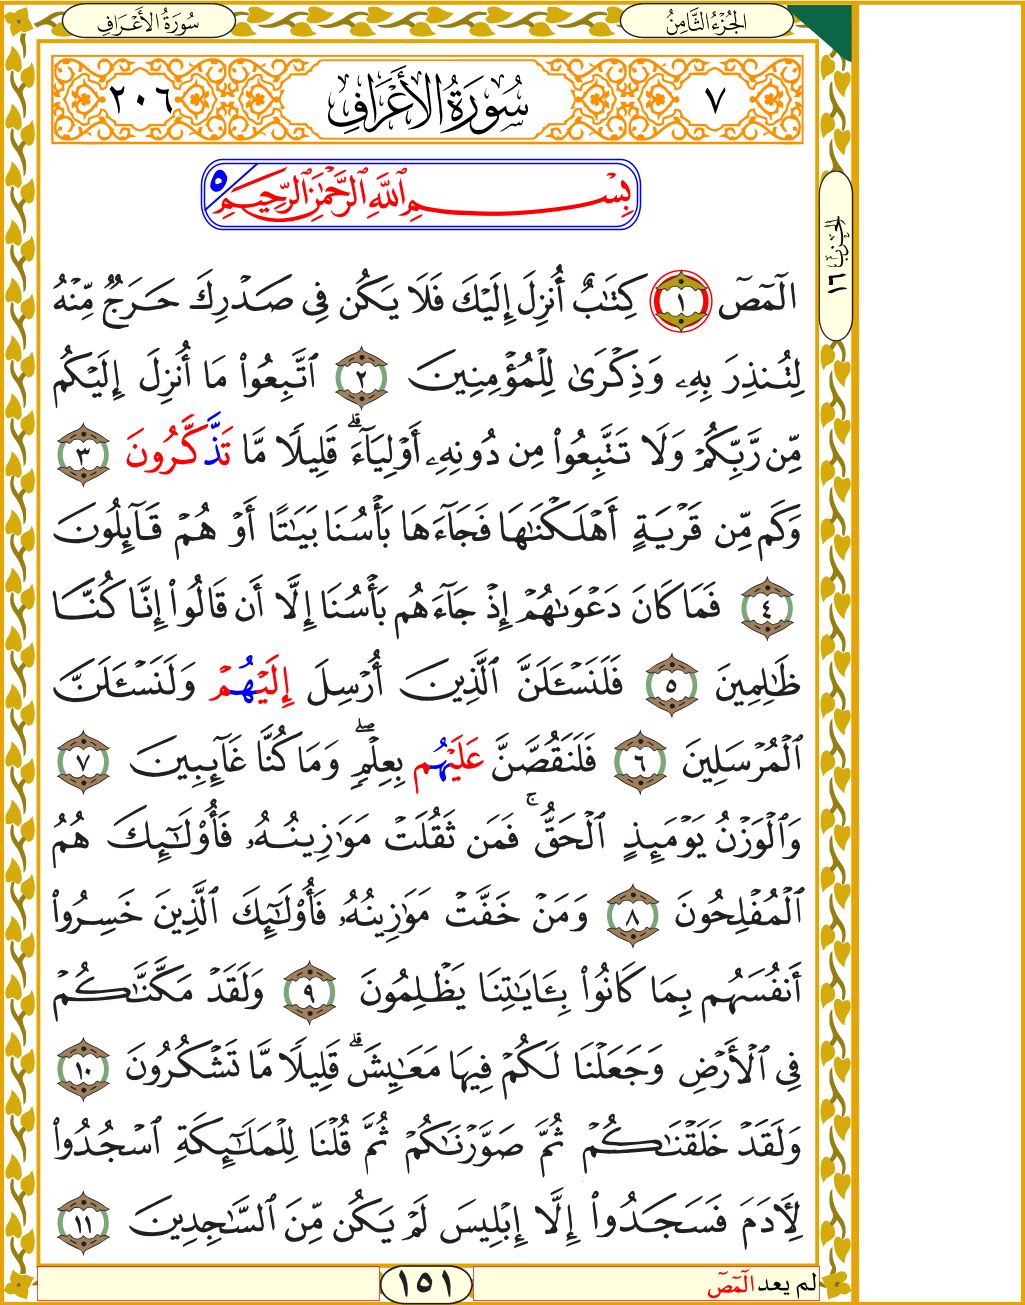 الجُزْءُ الثَّامِنُ
سُورَةُ الأَعْرَافِ
٧
سُورَةُ الأَعْرَافِ
٢٠٦
بِسْمِ ٱللَّهِ ٱلرَّحْمَٰنِ ٱلرَّحِيمِ ٥
الحِزْبُ ١٦
الٓمٓصٓ ١ كِتَٰبٌ أُنزِلَ إِلَيْكَ فَلَا يَكُن فِى صَدْرِكَ حَرَجٌ مِّنْهُ
لِتُنذِرَ بِهِۦ وَذِكْرَىٰ لِلْمُؤْمِنِينَ ٢ ٱتَّبِعُوا۟ مَآ أُنزِلَ إِلَيْكُم
مِّن رَّبِّكُمْ وَلَا تَتَّبِعُوا۟ مِن دُونِهِۦٓ أَوْلِيَآءَ ۗ قَلِيلًا مَّا تَذَّكَّرُونَ ٣
وَكَم مِّن قَرْيَةٍ أَهْلَكْنَٰهَا فَجَآءَهَا بَأْسُنَا بَيَٰتًا أَوْ هُمْ قَآئِلُونَ
٤ فَمَا كَانَ دَعْوَىٰهُمْ إِذْ جَآءَهُم بَأْسُنَآ إِلَّآ أَن قَالُوٓا۟ إِنَّا كُنَّا
ظَٰلِمِينَ ٥ فَلَنَسْـَٔلَنَّ ٱلَّذِينَ أُرْسِلَ إِلَيْهُمْ وَلَنَسْـَٔلَنَّ
ٱلْمُرْسَلِينَ ٦ فَلَنَقُصَّنَّ عَلَيْهُم بِعِلْمٍ ۖ وَمَا كُنَّا غَآئِبِينَ ٧
وَٱلْوَزْنُ يَوْمَئِذٍ ٱلْحَقُّ ۚ فَمَن ثَقُلَتْ مَوَٰزِينُهُۥ فَأُو۟لَٰٓئِكَ هُمُ
ٱلْمُفْلِحُونَ ٨ وَمَنْ خَفَّتْ مَوَٰزِينُهُۥ فَأُو۟لَٰٓئِكَ ٱلَّذِينَ خَسِرُوٓا۟
أَنفُسَهُم بِمَا كَانُوا۟ بِـَٔايَٰتِنَا يَظْلِمُونَ ٩ وَلَقَدْ مَكَّنَّٰكُمْ
فِى ٱلْأَرْضِ وَجَعَلْنَا لَكُمْ فِيهَا مَعَٰيِشَ ۗ قَلِيلًا مَّا تَشْكُرُونَ ١٠
وَلَقَدْ خَلَقْنَٰكُمْ ثُمَّ صَوَّرْنَٰكُمْ ثُمَّ قُلْنَا لِلْمَلَٰٓئِكَةِ ٱسْجُدُوا۟
لِـَٔادَمَ فَسَجَدُوٓا۟ إِلَّآ إِبْلِيسَ لَمْ يَكُن مِّنَ ٱلسَّٰجِدِينَ ١١
لم يعد الٓمٓصٓ
١٥١